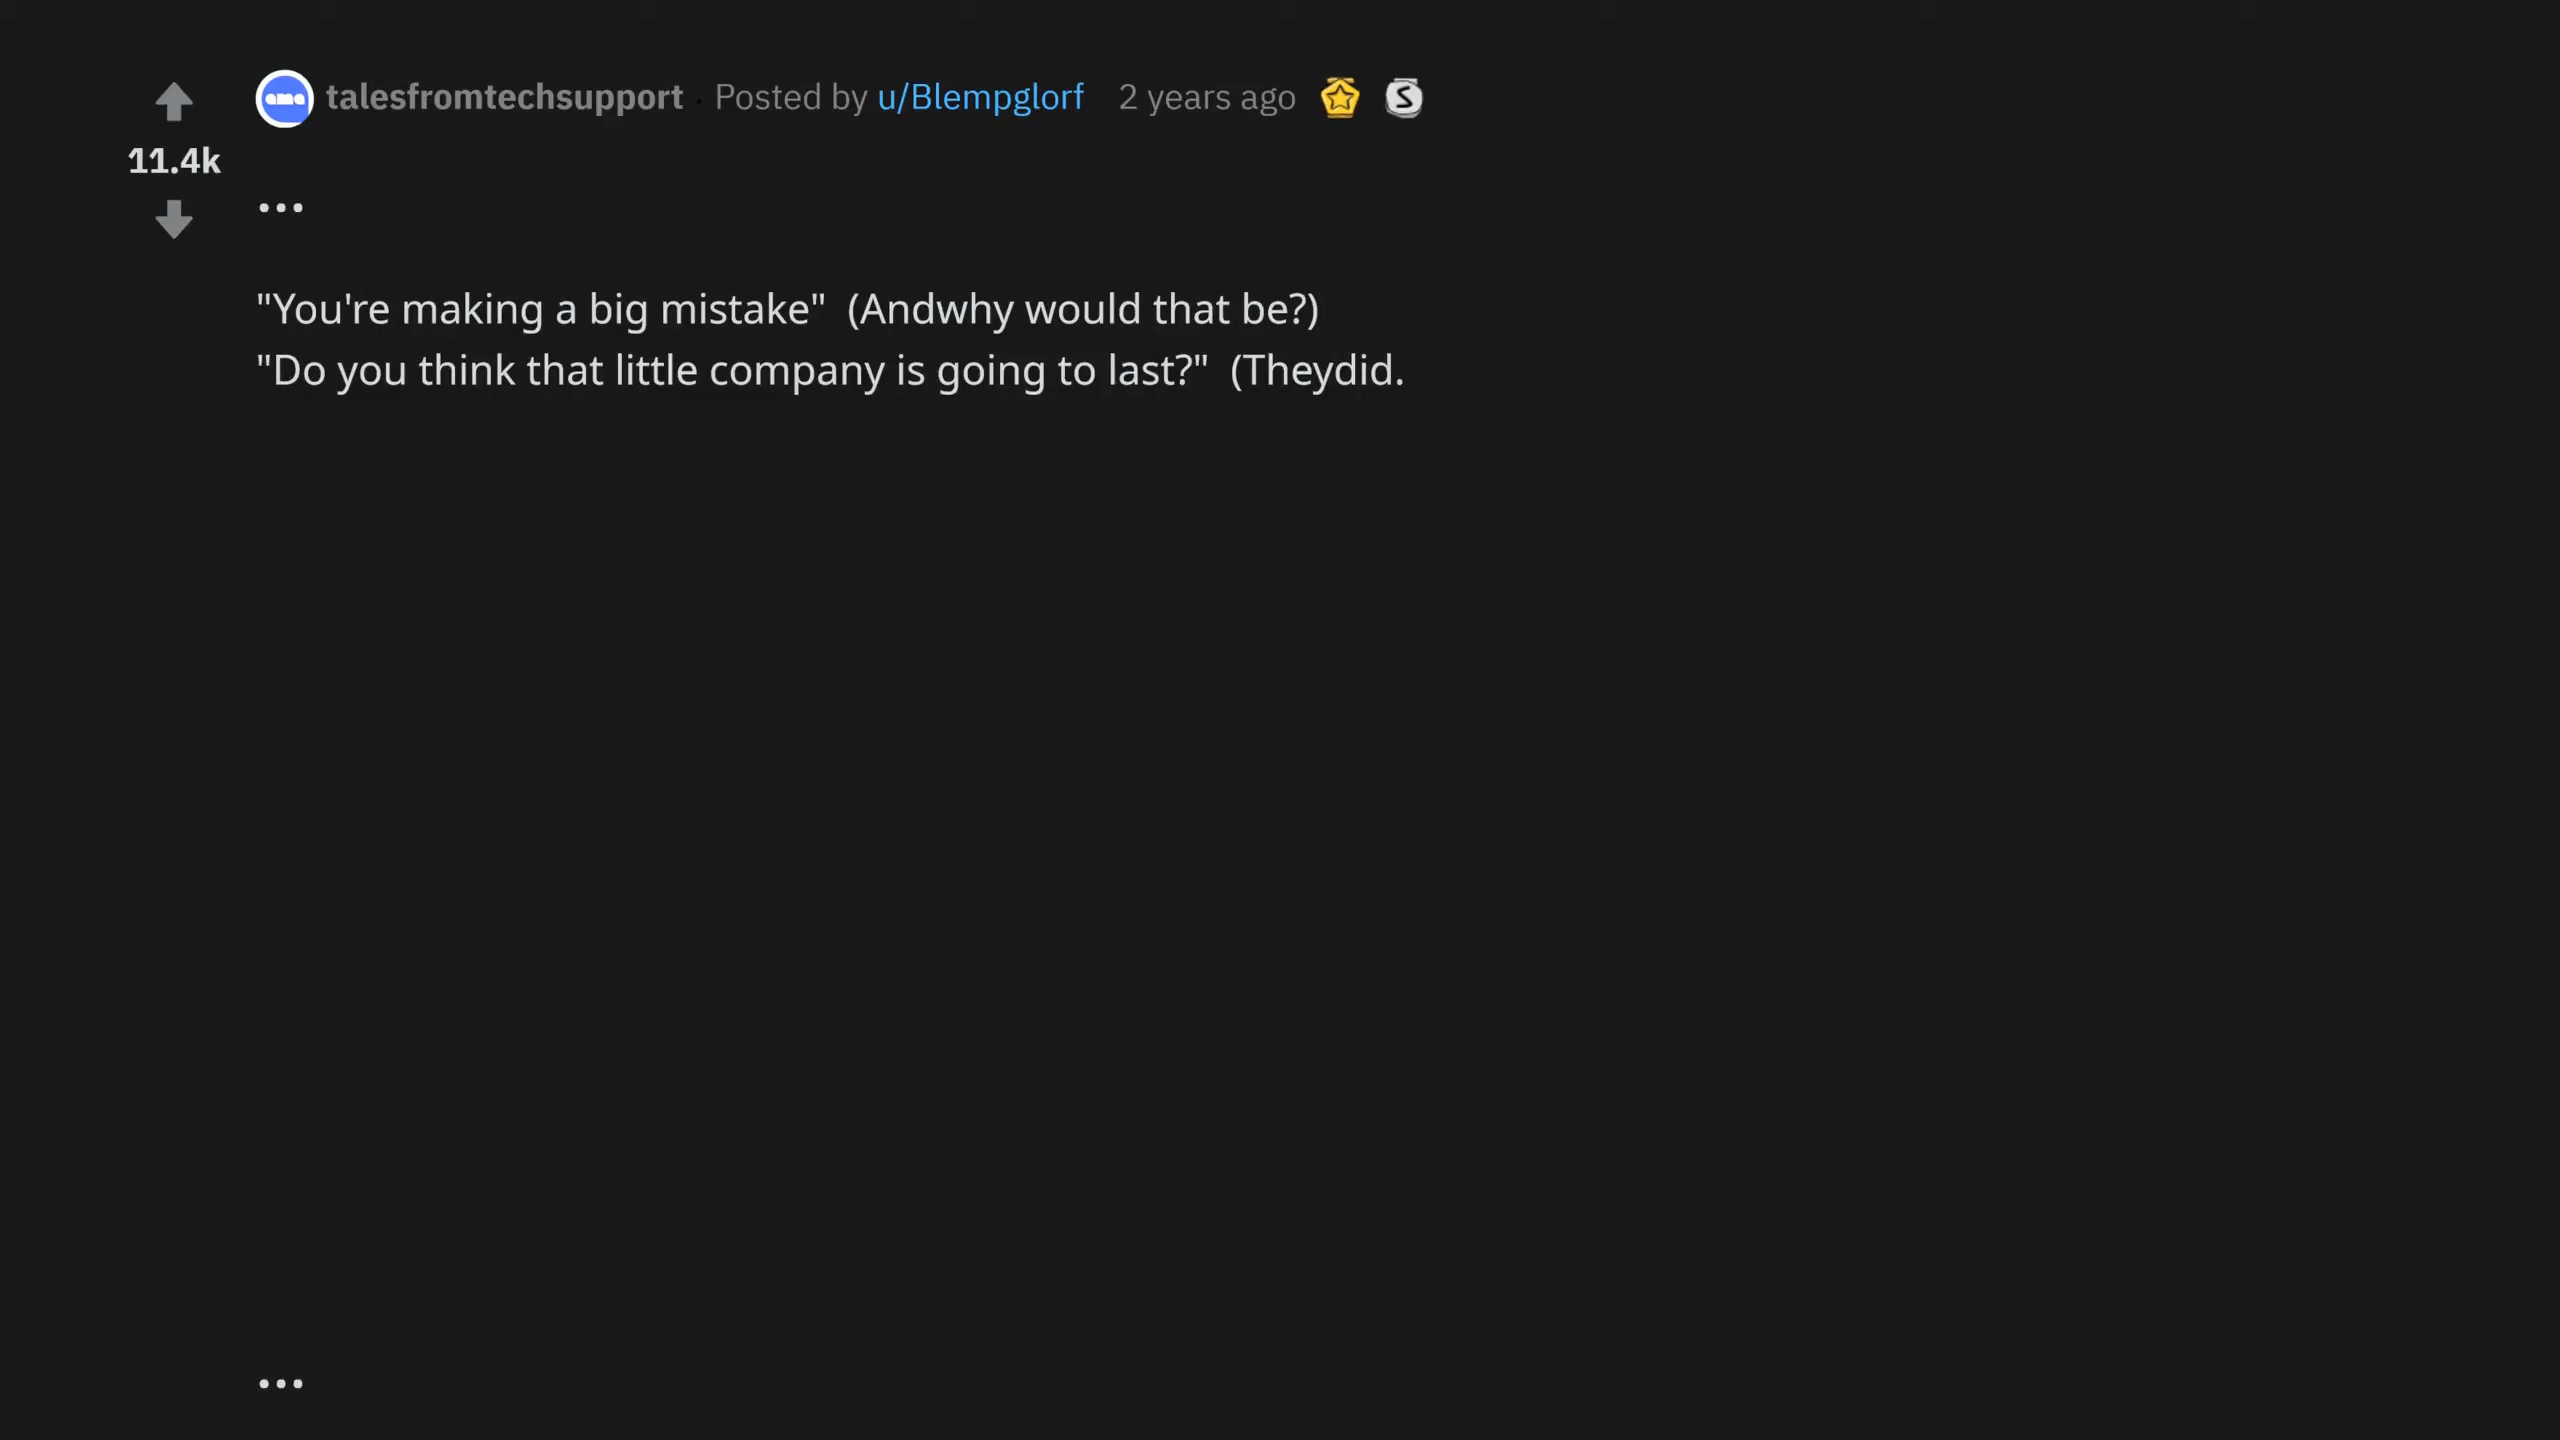 talesfromtechsupport · Posted by u/Blempglorf 2 years ago
11.4k
...
"You're making a big mistake"  (Andwhy would that be?)
"Do you think that little company is going to last?"  (Theydid.
...